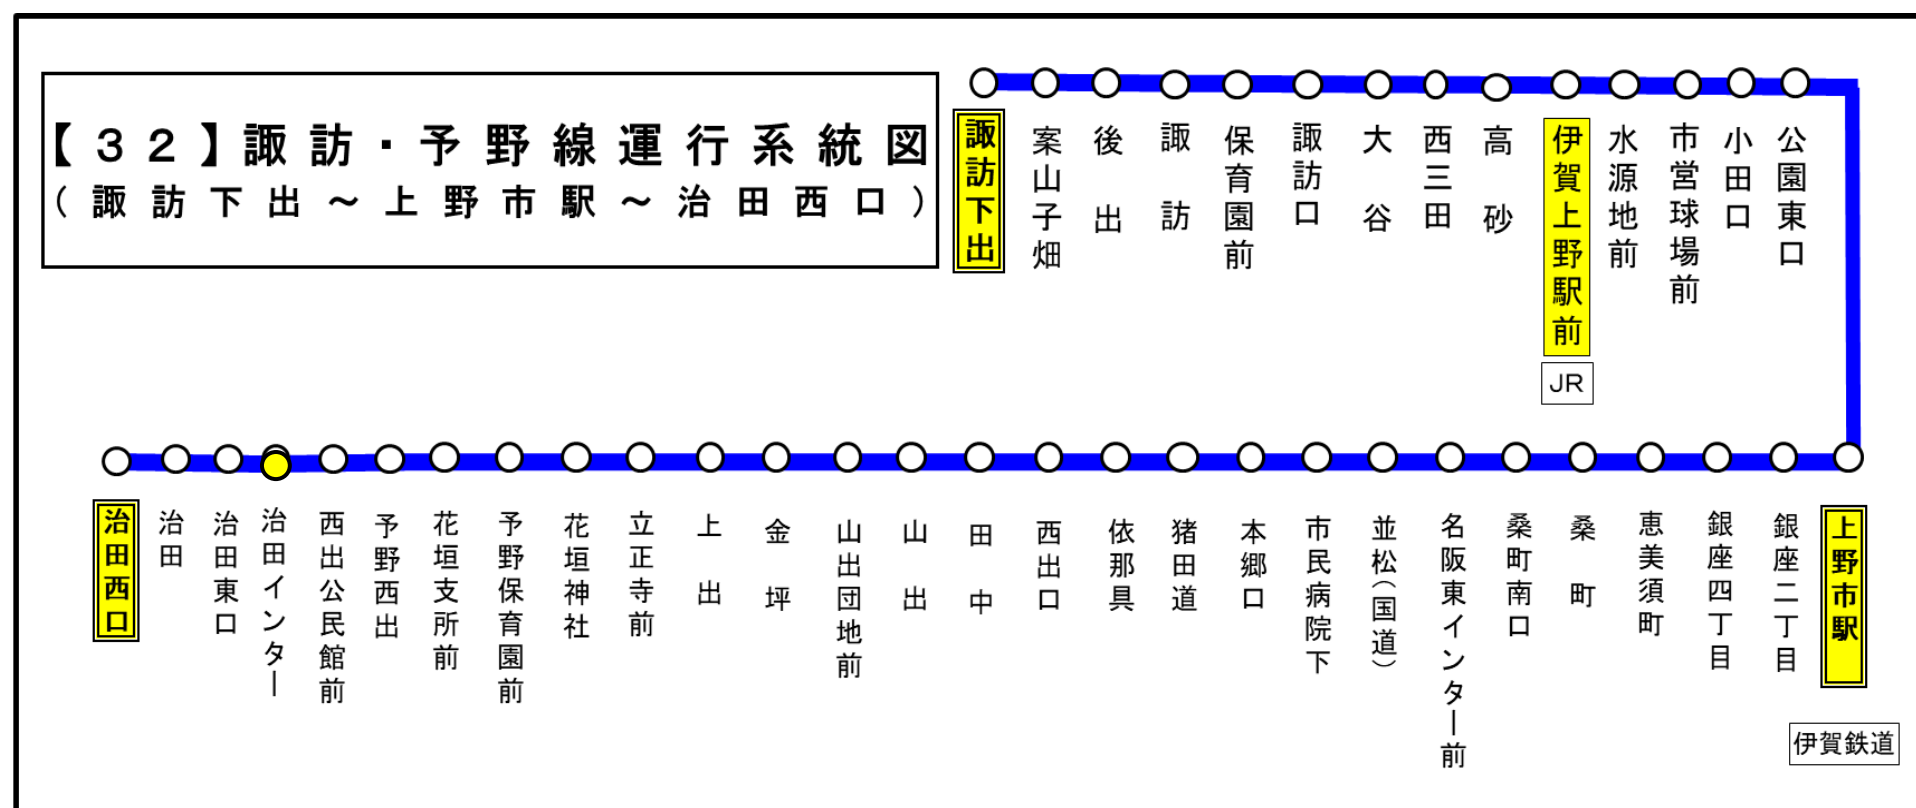 【３２】諏訪・予野線運行系統図
（諏訪下出～上野市駅～治田西口）
諏訪下出
案山子畑
後出
諏訪
保育園前
諏訪口
大谷
西三田
高砂
伊賀上野駅前
JR
水源地前
市営球場前
小田口
公園東口
治田西口
治田
治田東口
治田インター
西出公民館前
予野西出
花垣支所前
予野保育園前
花垣神社
立正寺前
上出
金坪
山出団地前
山出
田中
西出口
依那具
猪田道
本郷口
市民病院下
並松（国道）
名阪東インター前
桑町南口
桑町
恵美須町
銀座四丁目
銀座二丁目
上野市駅
伊賀鉄道